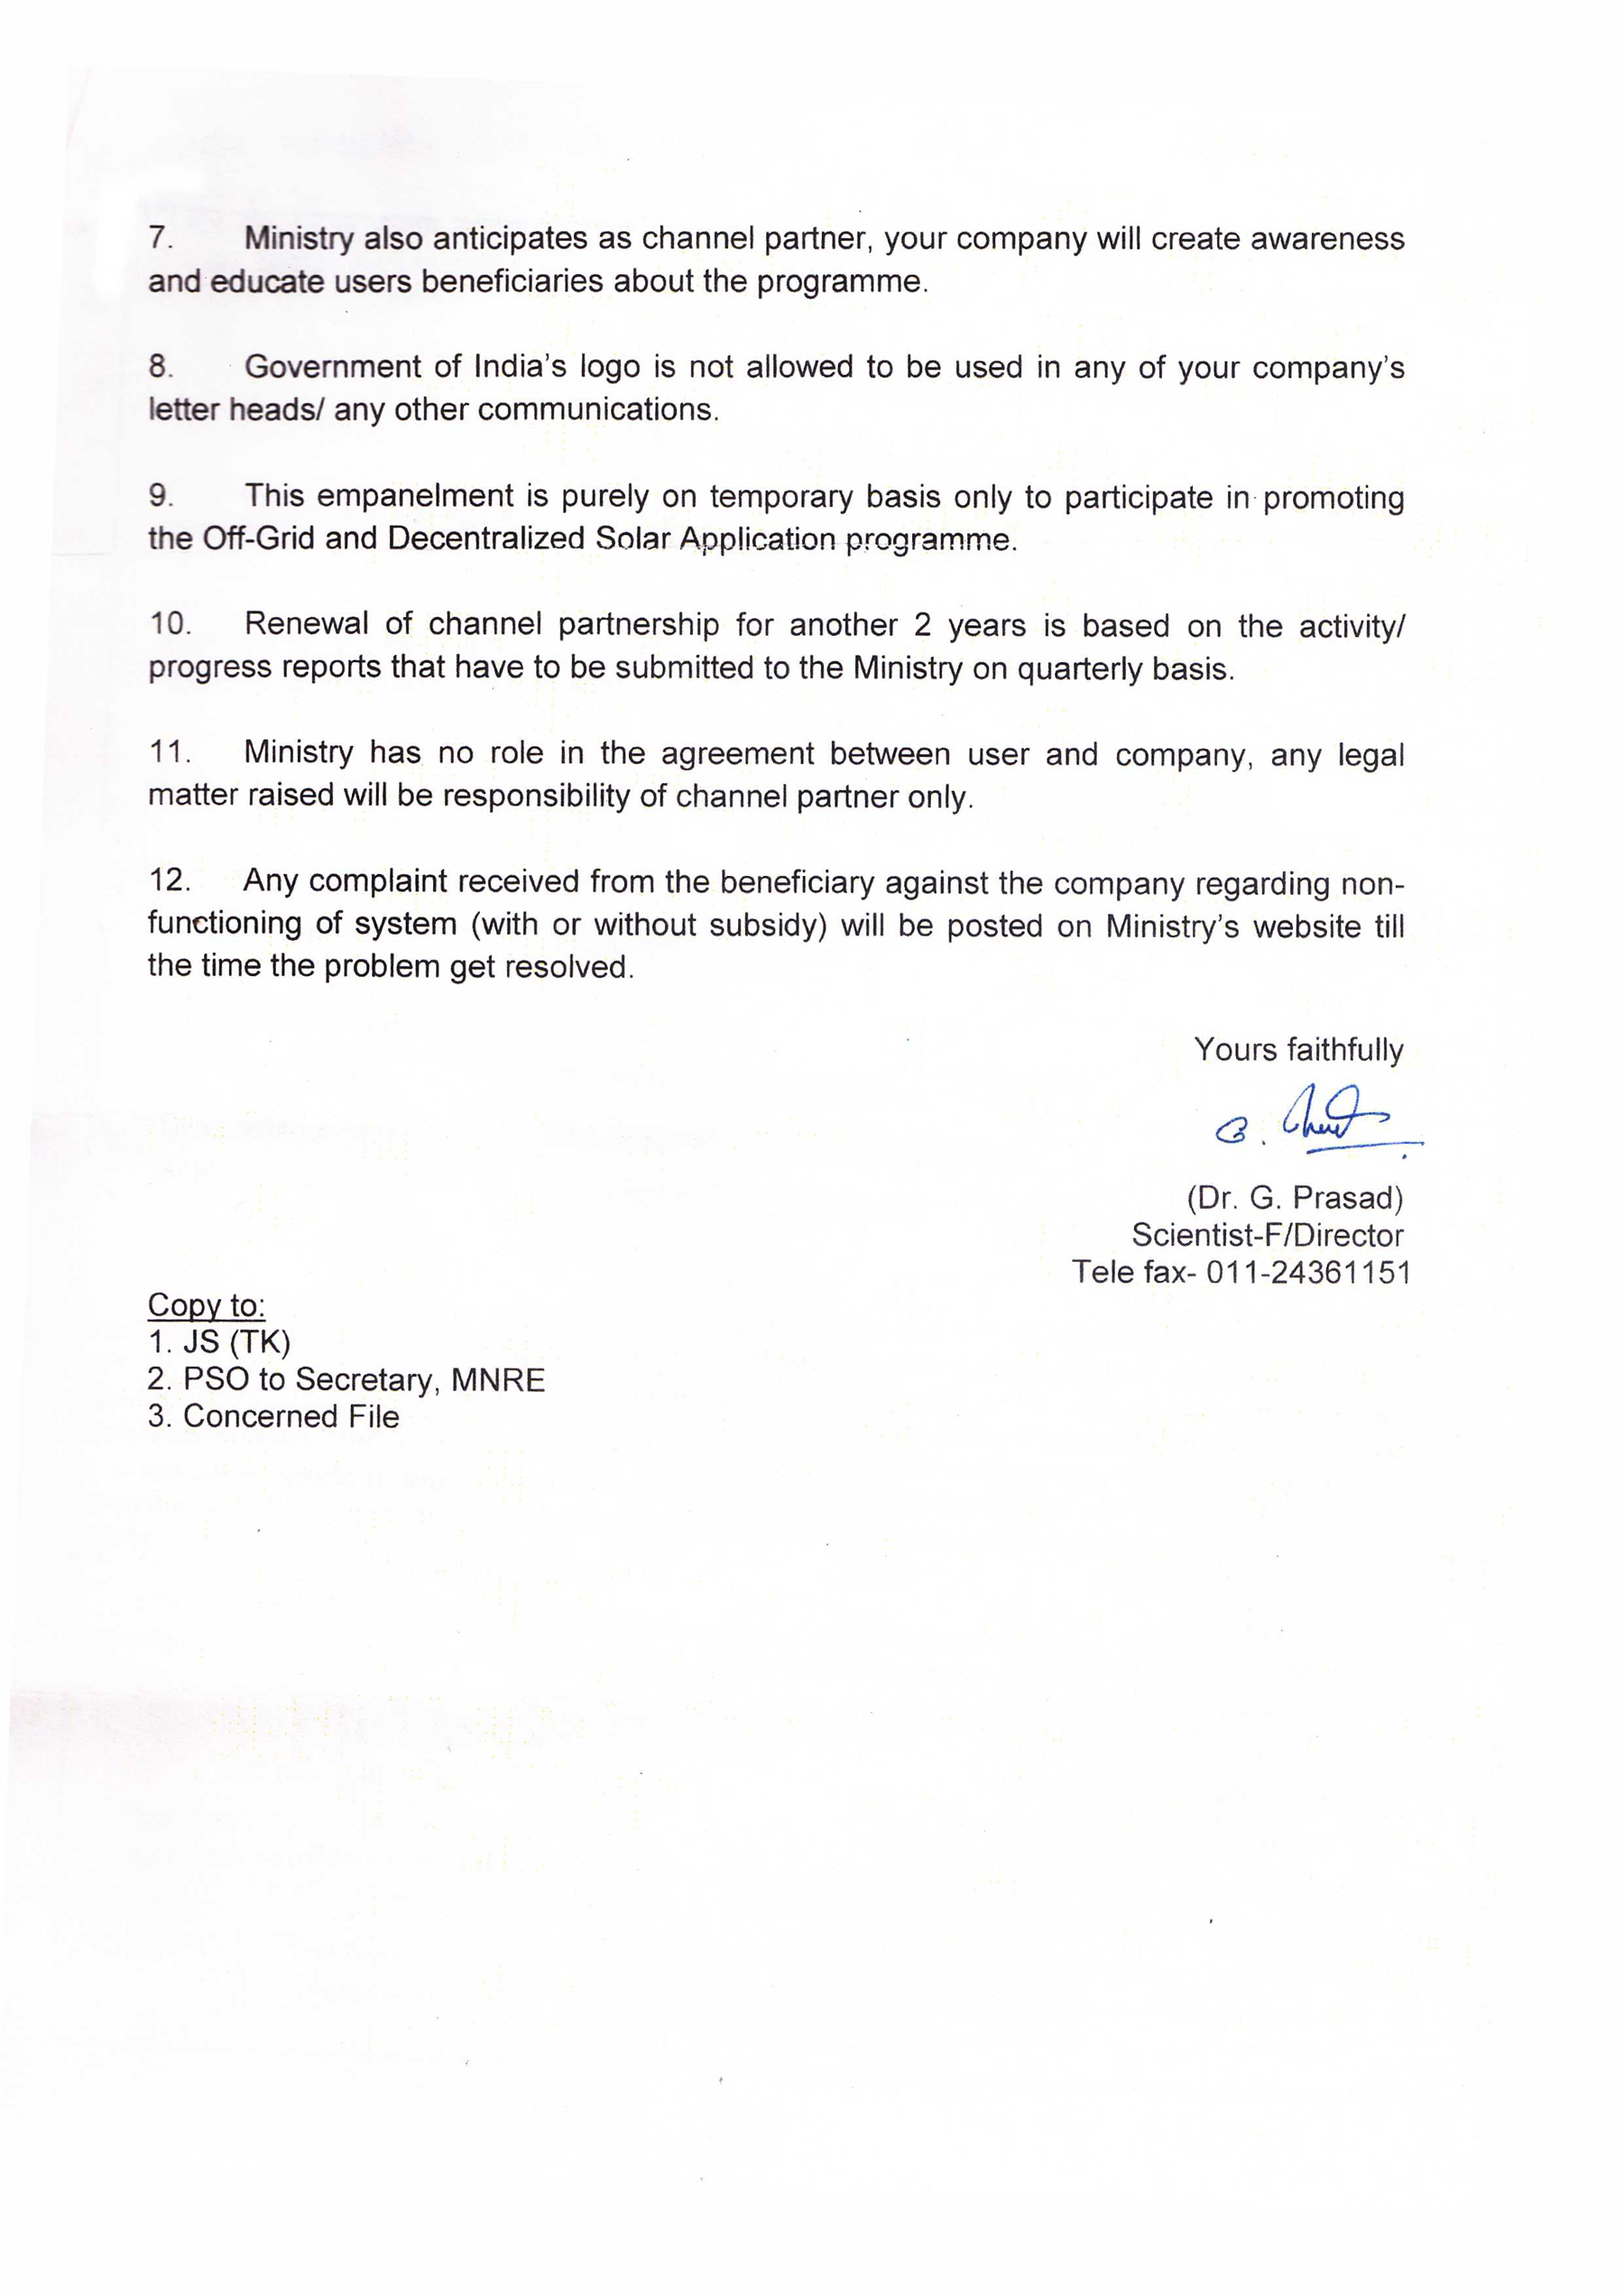 7. Ministry also anticipates as channel partner, your company will create awareness
and educate users beneficiaries about the programme.
8. Government of India's logo is not allowed to be used in any of your company's
letter heads/ any other communications.
9. This empanelment is purely on temporary basis only to participate in promoting
the Off-Grid and Decentralized Solar Application programme.
10. Renewal of channel partnership for another 2 years is based on the activity/
progress reports that have to be submitted to the Ministry on quarterly basis.
11. Ministry has no role in the agreement between user and company, any legal
matter raised will be responsibility of channel partner only.
12. Any complaint received from the beneficiary against the company regarding non-
functioning of system (with or without subsidy) will be posted on Ministry's website till
the time the problem get resolved.
Yours faithfully
(Dr. G. Prasad)
Scientist-F/Director
Tele fax- 011-24361151
Copy to:
1. JS (TK)
2. PSO to Secretary, MNRE
3. Concerned File